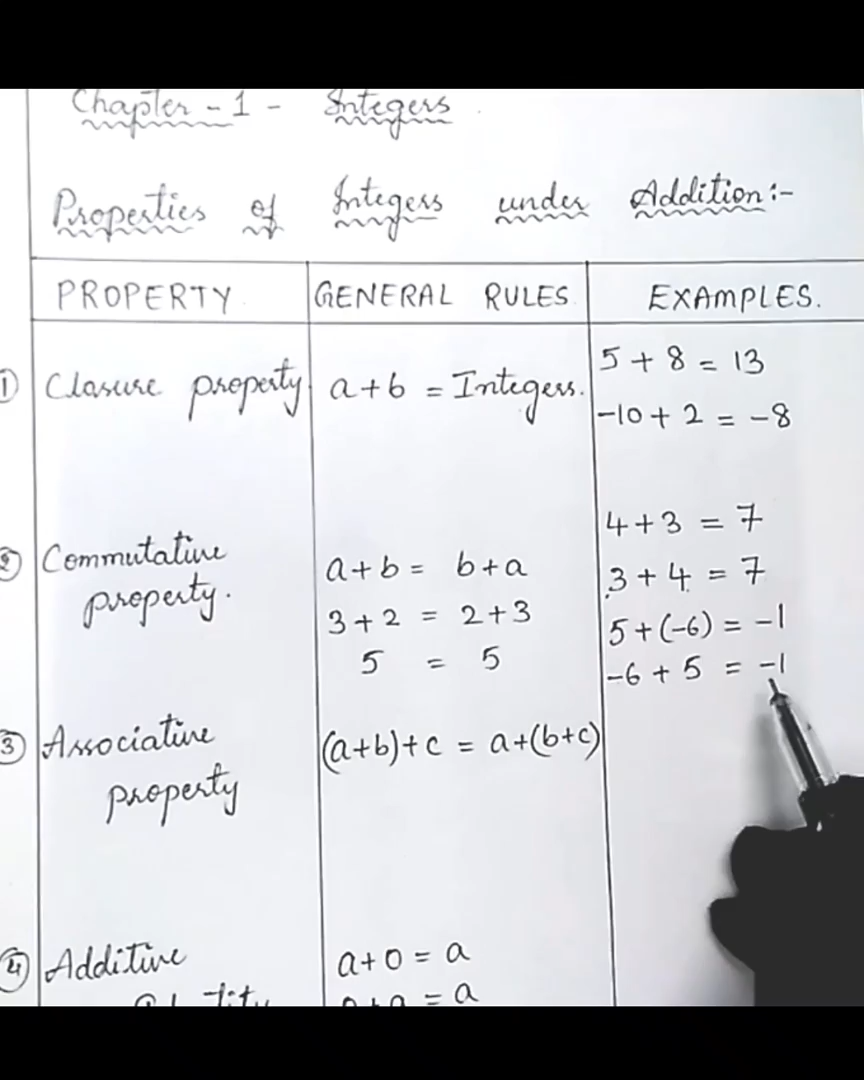 Chapter - 1 - Integers
Properties of Integers under Addition :-
PROPERTY GENERAL RULES EXAMPLES.
① Closure property a+b = Integers. 5 + 8 = 13
-10 + 2 = -8
② Commutative property. a+b = b+a
3+2 = 2+3
5 = 5
4+3 = 7
3 + 4 = 7
5 + (-6) = -1
-6 + 5 = -1
③ Associative property (a+b)+c = a+(b+c)
④ Additive a+0 = a
= a